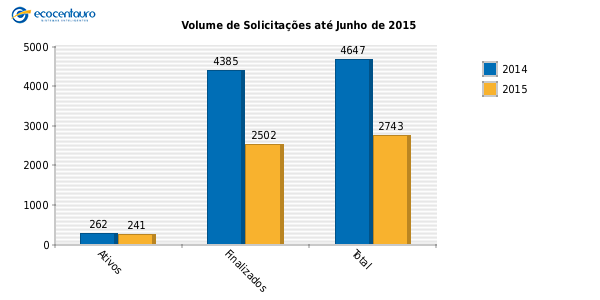 ecocentauro
Volume de Solicitações até Junho de 2015
5000
4000
3000
2000
1000
0
262
241
4385
2502
4647
2743
Ativos
Finalizados
Total
2014
2015